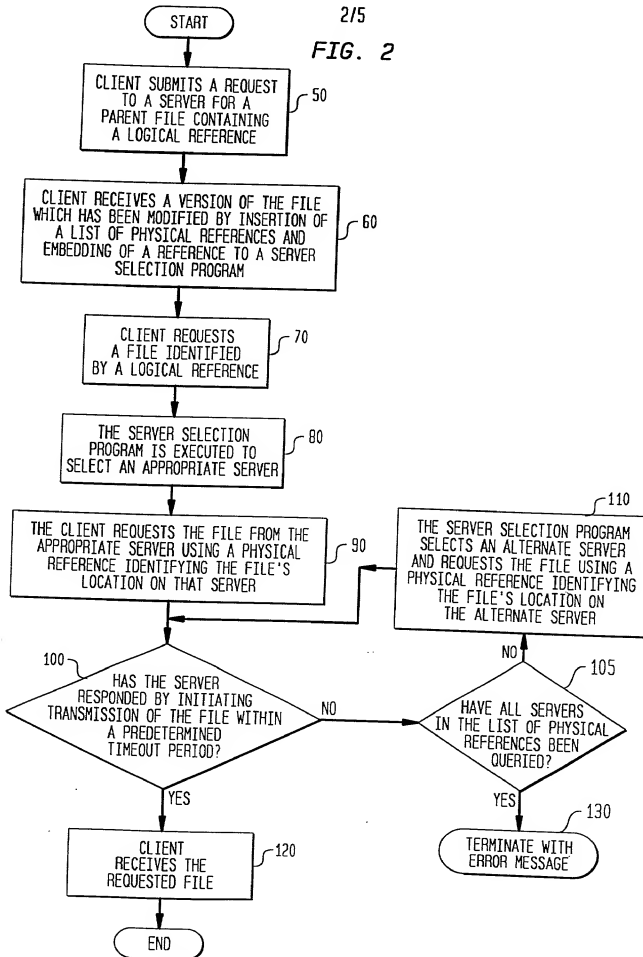 START
2/5
FIG. 2
CLIENT SUBMITS A REQUEST
TO A SERVER FOR A
PARENT FILE CONTAINING
A LOGICAL REFERENCE
50
CLIENT RECEIVES A VERSION OF THE FILE
WHICH HAS BEEN MODIFIED BY INSERTION OF
A LIST OF PHYSICAL REFERENCES AND
EMBEDDING OF A REFERENCE TO A SERVER
SELECTION PROGRAM
60
CLIENT REQUESTS
A FILE IDENTIFIED
BY A LOGICAL REFERENCE
70
THE SERVER SELECTION
PROGRAM IS EXECUTED TO
SELECT AN APPROPRIATE SERVER
80
THE CLIENT REQUESTS THE FILE FROM THE
APPROPRIATE SERVER USING A PHYSICAL
REFERENCE IDENTIFYING THE FILE'S
LOCATION ON THAT SERVER
90
110
THE SERVER SELECTION PROGRAM
SELECTS AN ALTERNATE SERVER
AND REQUESTS THE FILE USING A
PHYSICAL REFERENCE IDENTIFYING
THE FILE'S LOCATION ON
THE ALTERNATE SERVER
100
HAS THE SERVER
RESPONDED BY INITIATING
TRANSMISSION OF THE FILE WITHIN
A PREDETERMINED
TIMEOUT PERIOD?
NO
YES
NO
105
HAVE ALL SERVERS
IN THE LIST OF PHYSICAL
REFERENCES BEEN
QUERIED?
YES
130
TERMINATE WITH
ERROR MESSAGE
CLIENT
RECEIVES THE
REQUESTED FILE
120
END